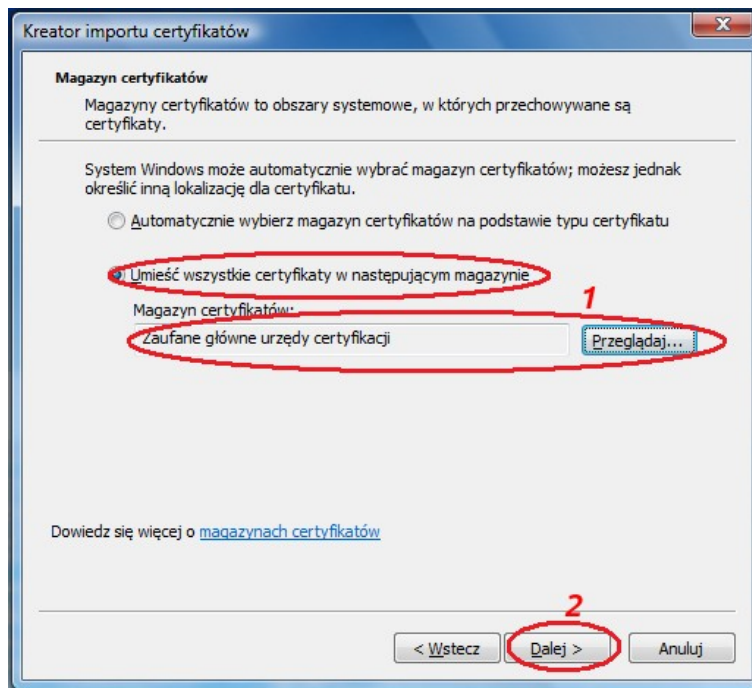 Kreator importu certyfikatów
Magazyn certyfikatów
Magazyny certyfikatów to obszary systemowe, w których przechowywane są
certyfikaty.
System Windows może automatycznie wybrać magazyn certyfikatów; możesz jednak
określić inną lokalizację dla certyfikatu.
Automatycznie wybierz magazyn certyfikatów na podstawie typu certyfikatu
Umieść wszystkie certyfikaty w następującym magazynie
1
Magazyn certyfikatów:
Zaufane główne urzędy certyfikacji
Przeglądaj...
Dowiedz się więcej o magazynach certyfikatów
2
< Wstecz
Dalej >
Anuluj